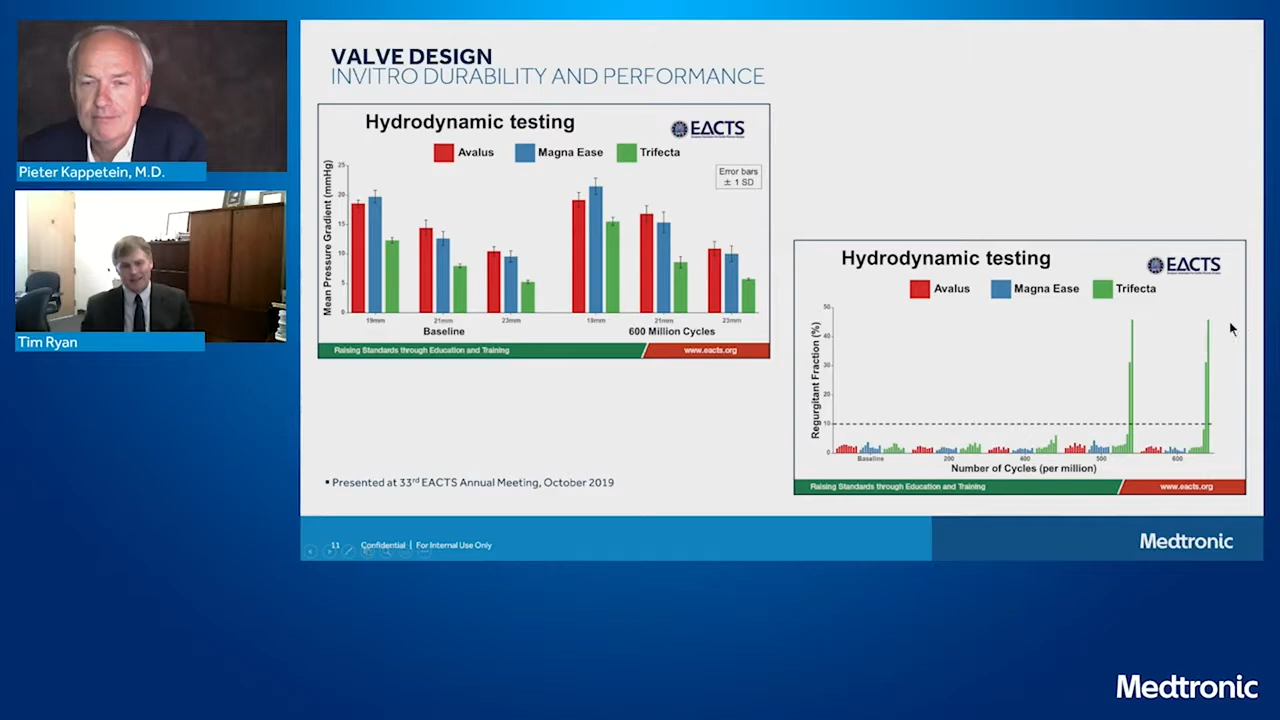 Pieter Kappetein, M.D.
Tim Ryan
VALVE DESIGN
INVITRO DURABILITY AND PERFORMANCE
Hydrodynamic testing
EACTS
Avalus Magna Ease Trifecta
Error bars
± 1 SD
Mean Pressure Gradient (mmHg)
25
20
15
10
5
0
19mm 21mm 23mm 19mm 21mm 23mm
Baseline 600 Million Cycles
Raising Standards through Education and Training www.eacts.org
Hydrodynamic testing
EACTS
Avalus Magna Ease Trifecta
Regurgitant Fraction (%)
50
40
30
20
10
0
Baseline 200 400 500 600
Number of Cycles (per million)
Raising Standards through Education and Training www.eacts.org
▪ Presented at 33rd EACTS Annual Meeting, October 2019
11 Confidential | For Internal Use Only
Medtronic
Medtronic